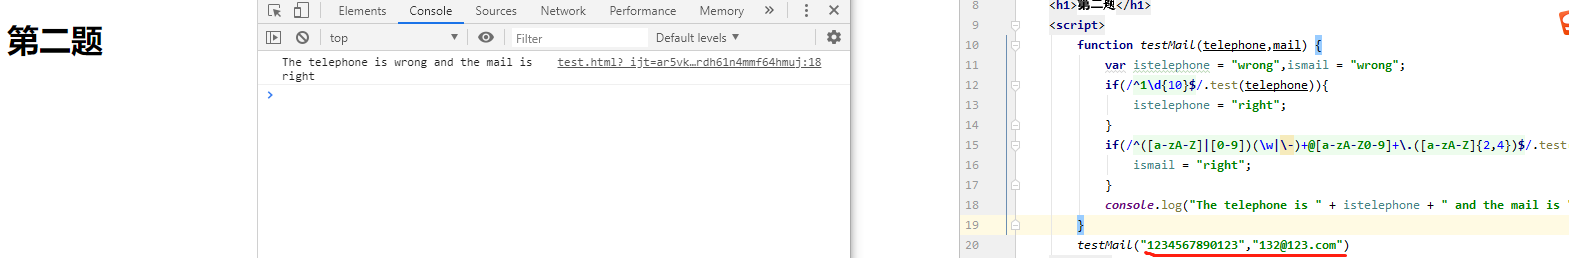 第二题
Elements Console Sources Network Performance Memory »
top Filter Default levels
The telephone is wrong and the mail is test.html?_ijt=ar5vk…rdh61n4mmf64hmuj:18
right
8 <h1>第二题</h1>
9 <script>
10 function testMail(telephone,mail) {
11 var istelephone = "wrong",ismail = "wrong";
12 if(/^1\d{10}$/.test(telephone)){
13 istelephone = "right";
14 }
15 if(/^([a-zA-Z]|[0-9])(\w|\-)+@[a-zA-Z0-9]+\.([a-zA-Z]{2,4})$/.test
16 ismail = "right";
17 }
18 console.log("The telephone is " + istelephone + " and the mail is "
19 }
20 testMail("1234567890123","132@123.com")